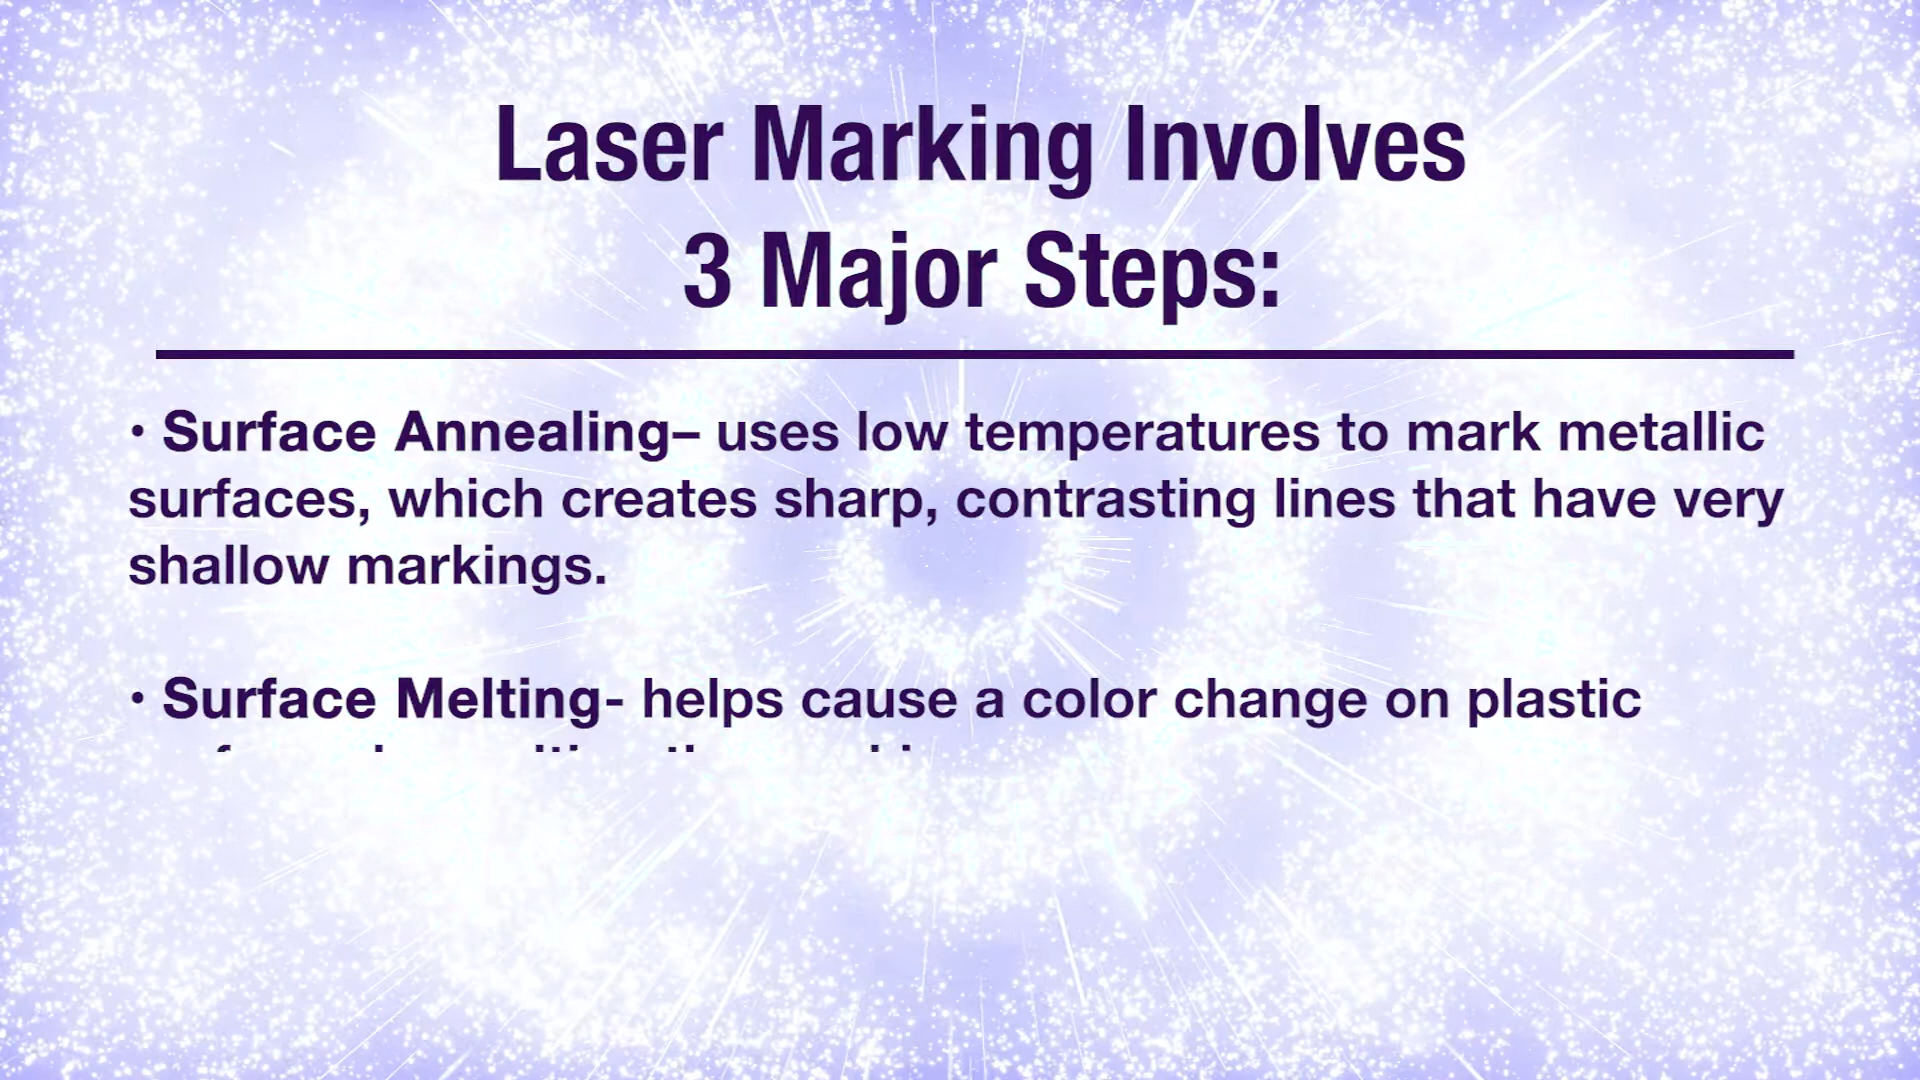 Laser Marking Involves
3 Major Steps:
• Surface Annealing– uses low temperatures to mark metallic
surfaces, which creates sharp, contrasting lines that have very
shallow markings.
• Surface Melting- helps cause a color change on plastic